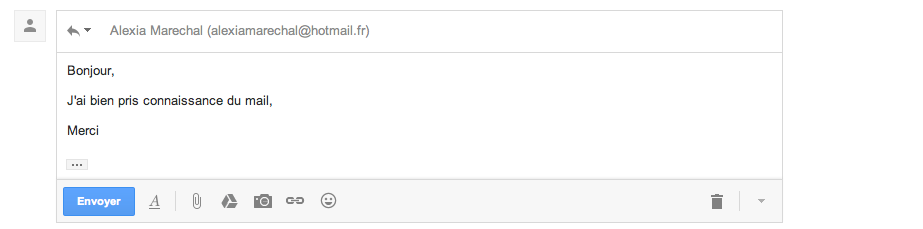 Alexia Marechal (alexiamarechal@hotmail.fr)
Bonjour,
J'ai bien pris connaissance du mail,
Merci
...
Envoyer A